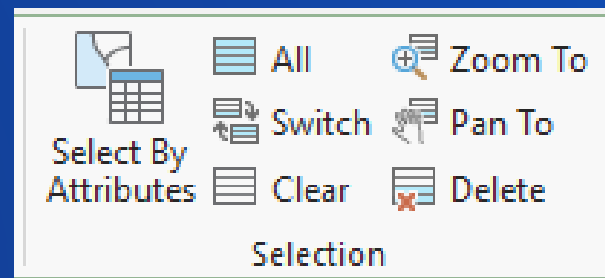 Select By
Attributes
All
Switch
Clear
Zoom To
Pan To
Delete
Selection